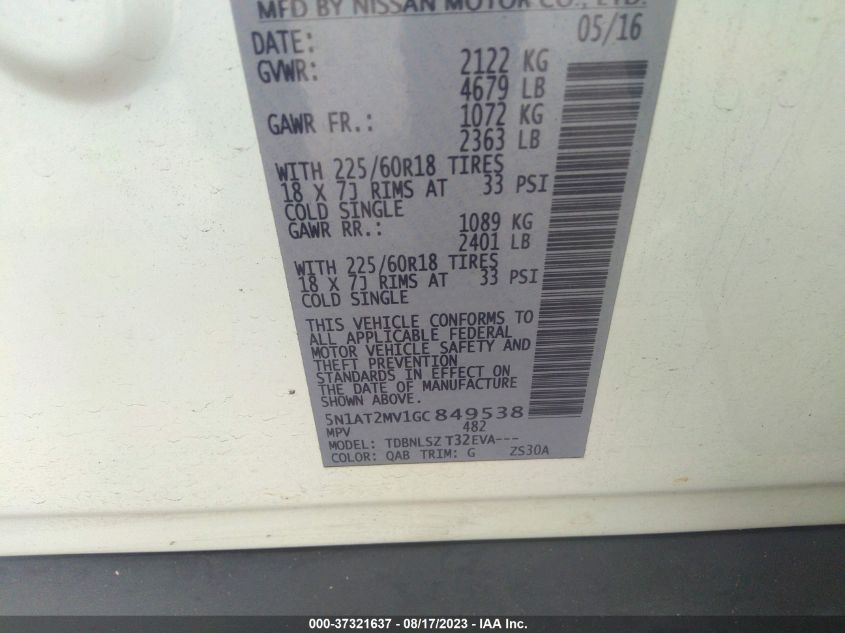 MFD BY NISSAN MOTOR CO., LTD.
DATE: 05/16
GVWR: 2122 KG
4679 LB
GAWR FR.: 1072 KG
2363 LB
WITH 225/60R18 TIRES
18 X 7J RIMS AT 33 PSI
COLD SINGLE
GAWR RR.: 1089 KG
2401 LB
WITH 225/60R18 TIRES
18 X 7J RIMS AT 33 PSI
COLD SINGLE
THIS VEHICLE CONFORMS TO
ALL APPLICABLE FEDERAL
MOTOR VEHICLE SAFETY AND
THEFT PREVENTION
STANDARDS IN EFFECT ON
THE DATE OF MANUFACTURE
SHOWN ABOVE.
5N1AT2MV1GC849538
MPV 482
MODEL: TDBNLSZ T32EVA---
COLOR: QAB TRIM: G ZS30A
000-37321637 - 08/17/2023 - IAA Inc.